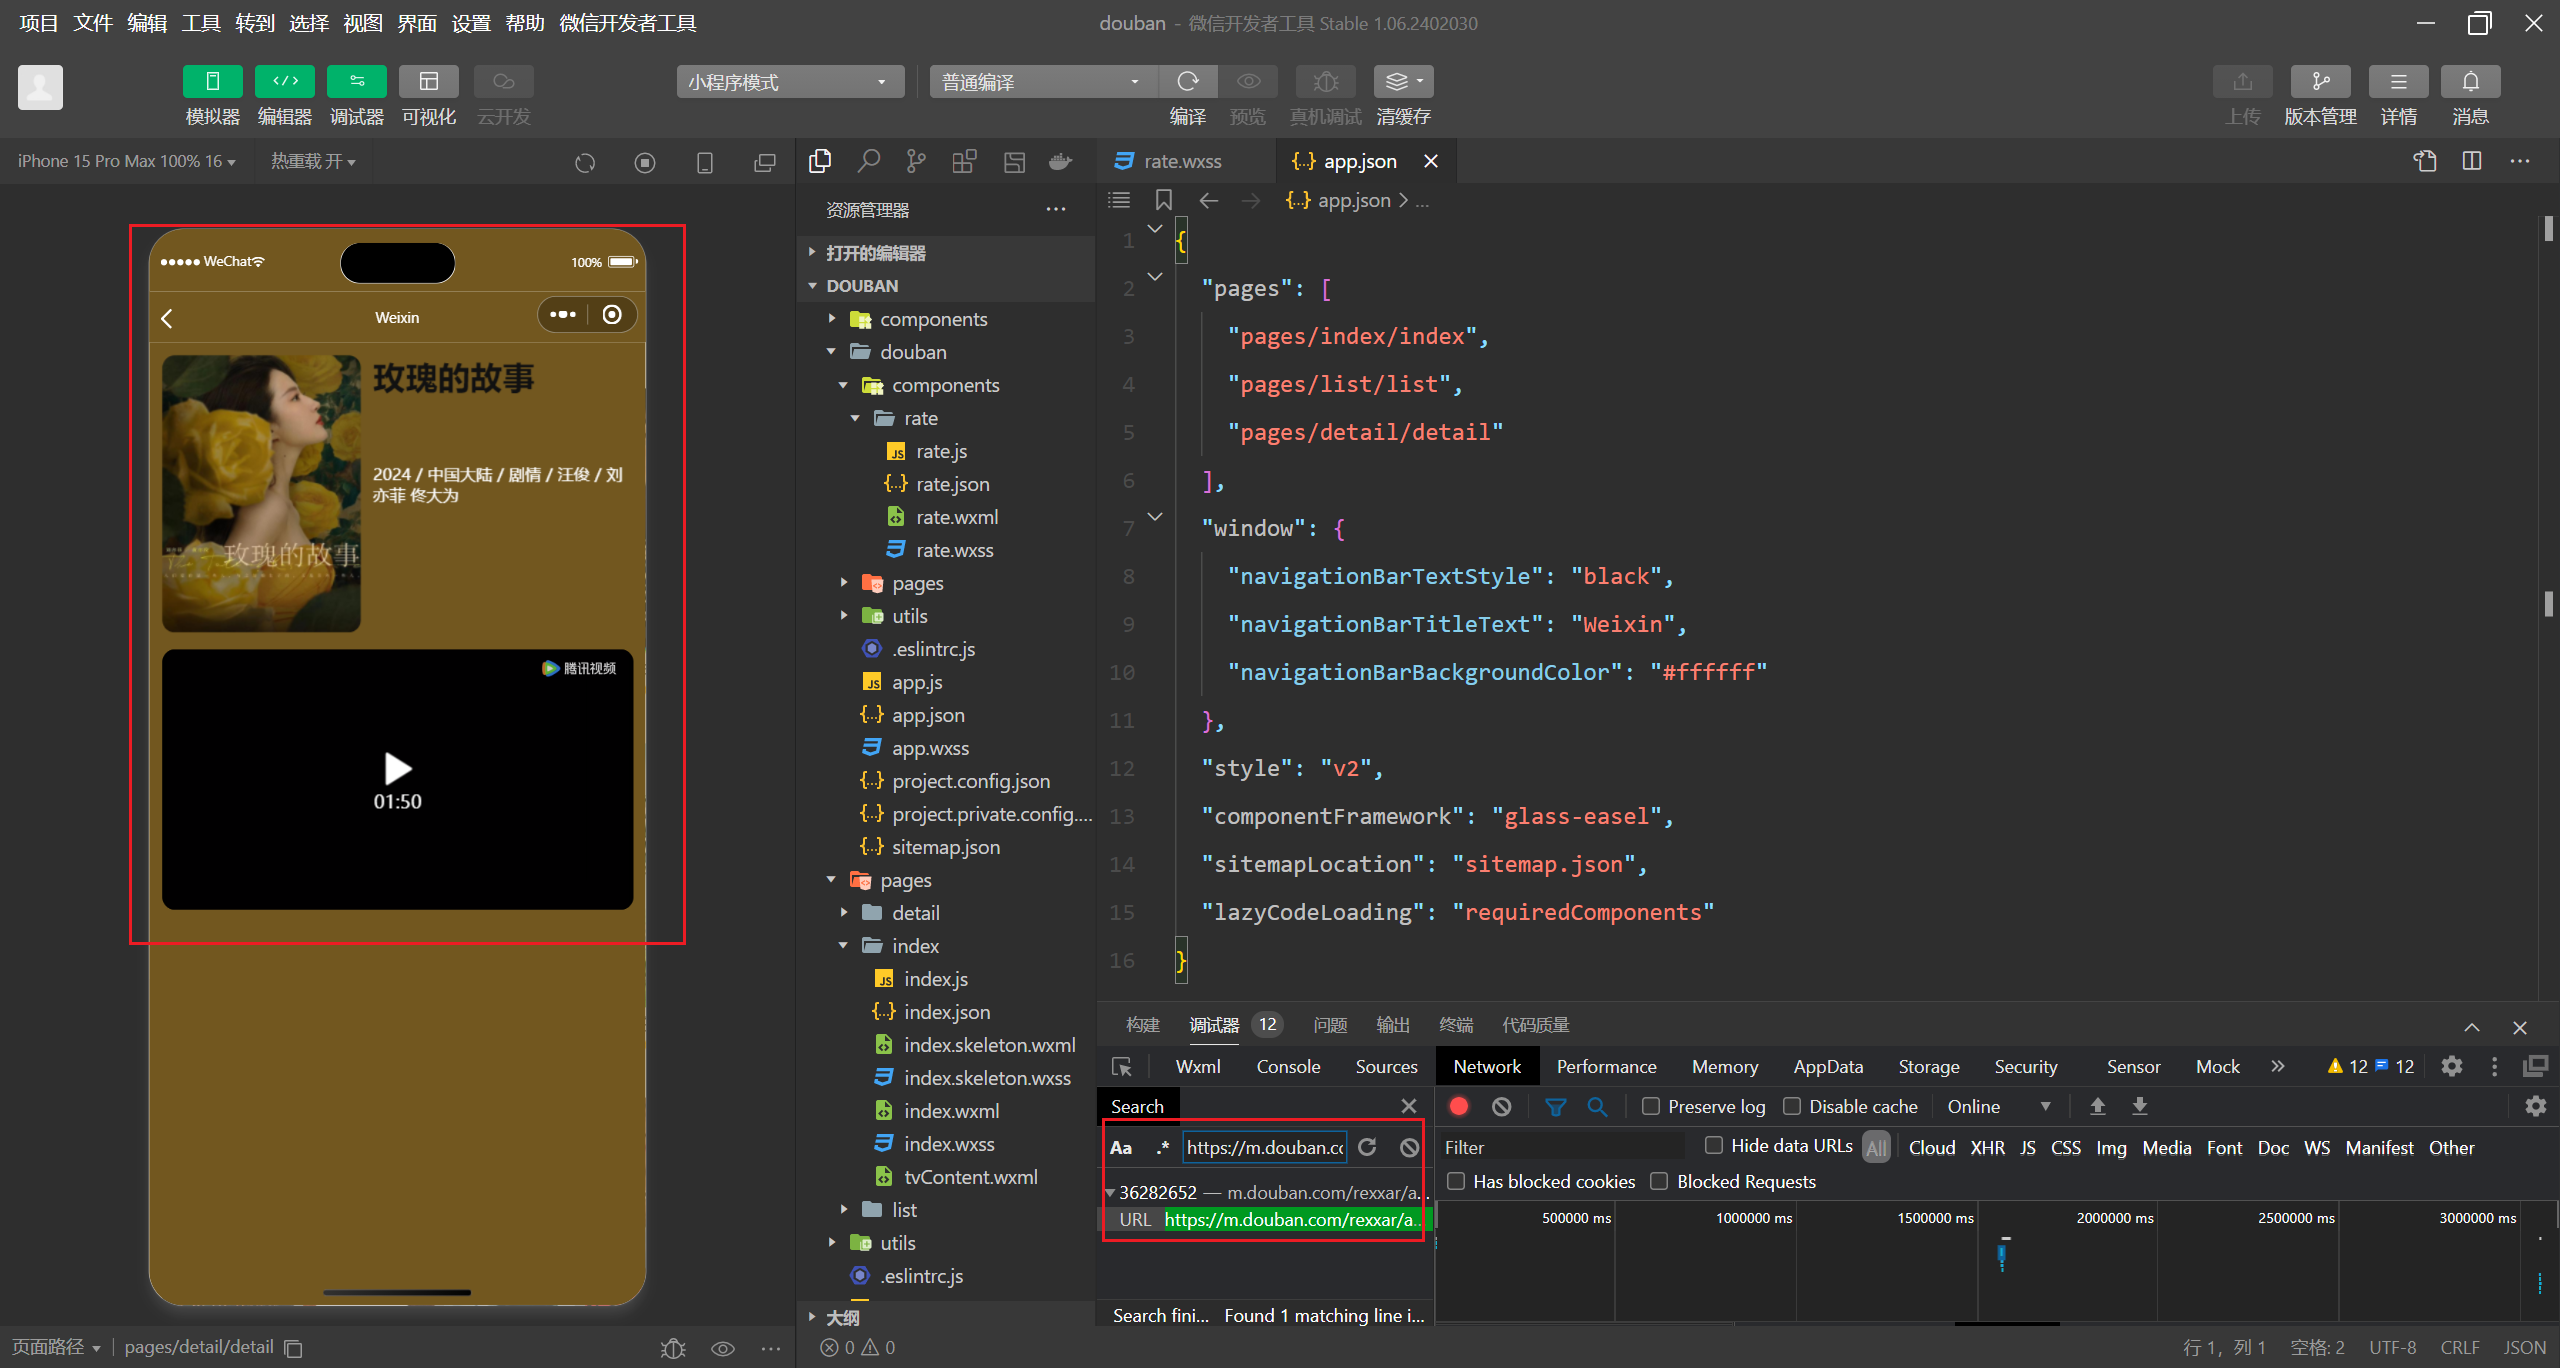 项目 文件 编辑 工具 转到 选择 视图 界面 设置 帮助 微信开发者工具
douban - 微信开发者工具 Stable 1.06.2402030
模拟器 编辑器 调试器 可视化 云开发
小程序模式 普通编译
编译 预览 真机调试 清缓存
上传 版本管理 详情 消息
iPhone 15 Pro Max 100% 16 热重载 开
WeChat 100%
Weixin
玫瑰的故事
2024 / 中国大陆 / 剧情 / 汪俊 / 刘
亦菲 佟大为
玫瑰的故事
腾讯视频
01:50
页面路径 pages/detail/detail
资源管理器
打开的编辑器
DOUBAN
components
douban
components
rate
rate.js
rate.json
rate.wxml
rate.wxss
pages
utils
.eslintrc.js
app.js
app.json
app.wxss
project.config.json
project.private.config....
sitemap.json
pages
detail
index
index.js
index.json
index.skeleton.wxml
index.skeleton.wxss
index.wxml
index.wxss
tvContent.wxml
list
utils
.eslintrc.js
大纲
0 0
rate.wxss app.json
app.json > ...
1 {
2 "pages": [
3 "pages/index/index",
4 "pages/list/list",
5 "pages/detail/detail"
6 ],
7 "window": {
8 "navigationBarTextStyle": "black",
9 "navigationBarTitleText": "Weixin",
10 "navigationBarBackgroundColor": "#ffffff"
11 },
12 "style": "v2",
13 "componentFramework": "glass-easel",
14 "sitemapLocation": "sitemap.json",
15 "lazyCodeLoading": "requiredComponents"
16 }
构建 调试器 12 问题 输出 终端 代码质量
Wxml Console Sources Network Performance Memory AppData Storage Security Sensor Mock 12 12
Search
Aa .* https://m.douban.co
36282652 — m.douban.com/rexxar/a...
URL https://m.douban.com/rexxar/a...
Search fini... Found 1 matching line i...
Preserve log Disable cache Online
Filter Hide data URLs All Cloud XHR JS CSS Img Media Font Doc WS Manifest Other
Has blocked cookies Blocked Requests
500000 ms 1000000 ms 1500000 ms 2000000 ms 2500000 ms 3000000 ms
行 1，列 1 空格: 2 UTF-8 CRLF JSON